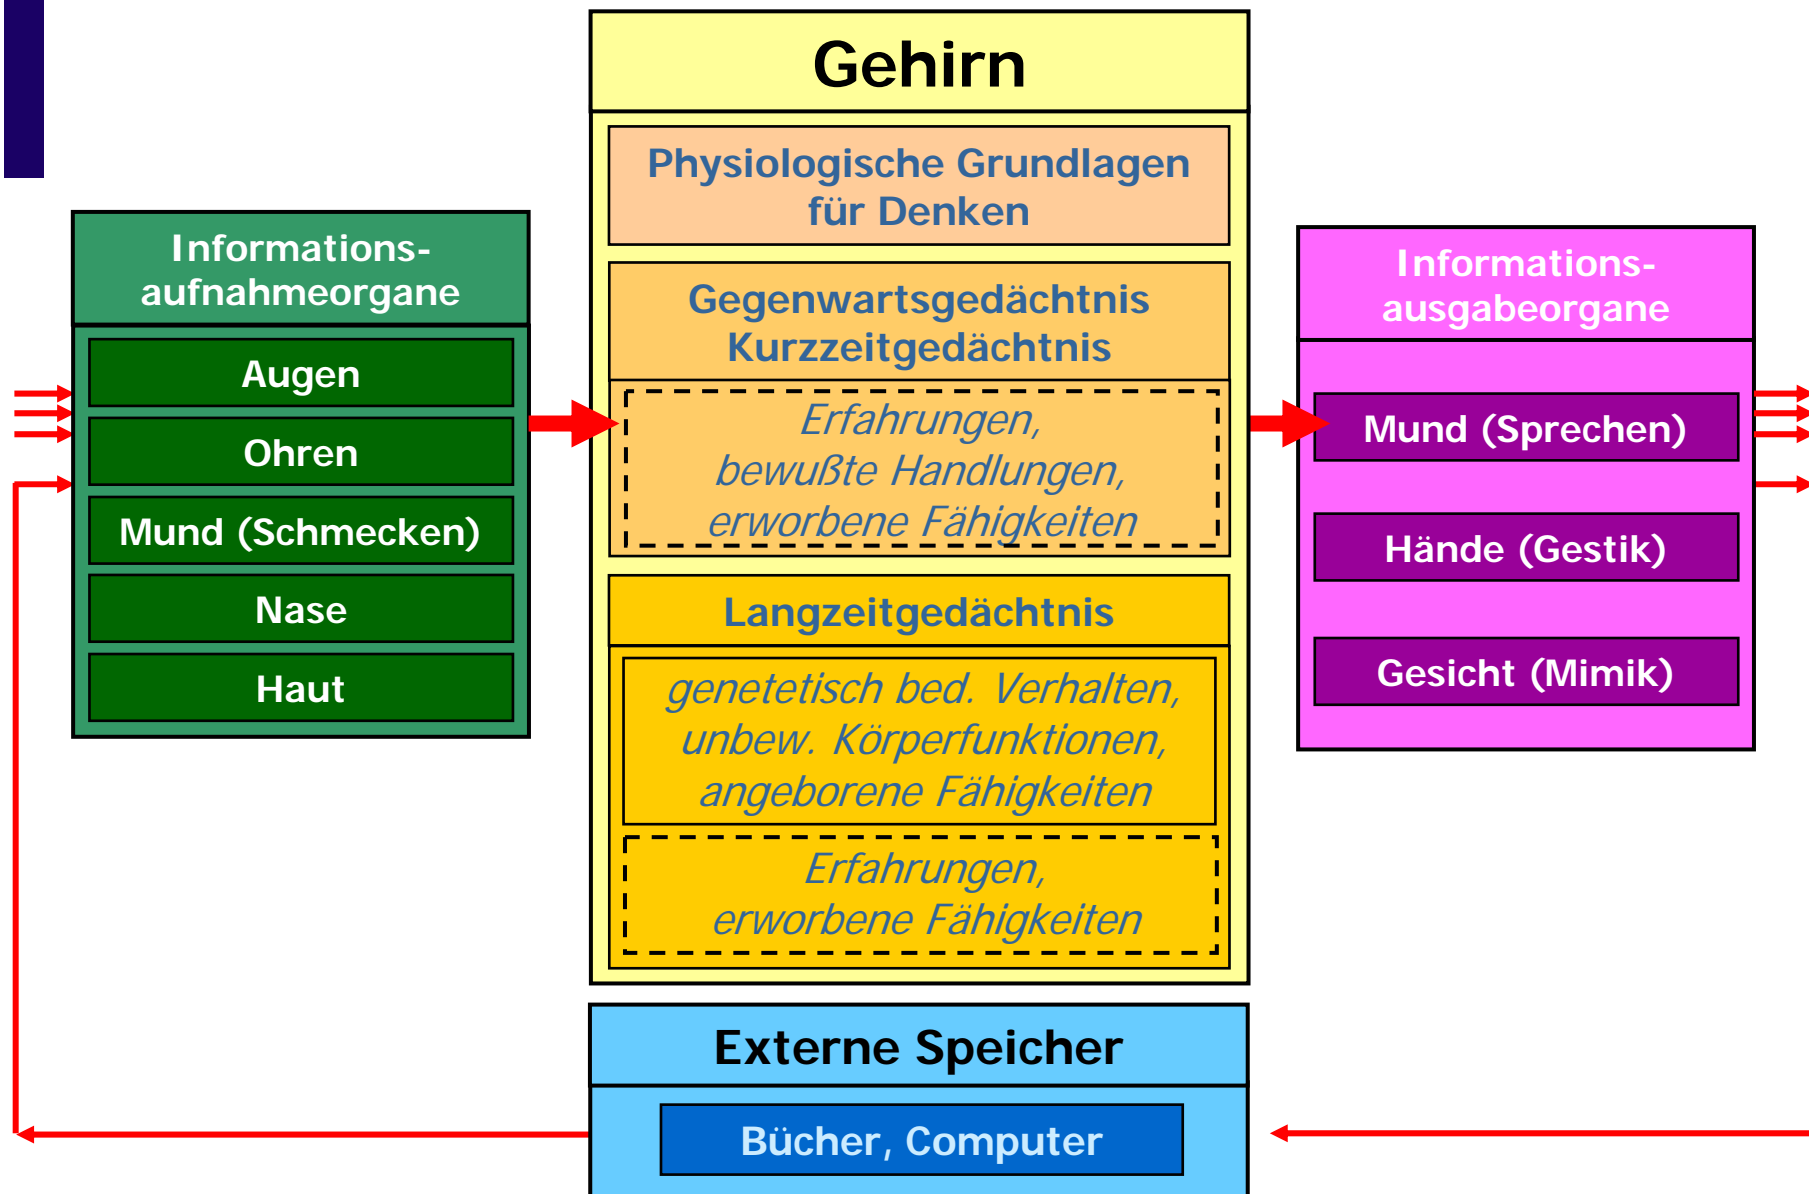 Gehirn
Physiologische Grundlagen
für Denken
Informations-
aufnahmeorgane
Augen
Ohren
Mund (Schmecken)
Nase
Haut
Gegenwartsgedächtnis
Kurzzeitgedächtnis
Erfahrungen,
bewußte Handlungen,
erworbene Fähigkeiten
Langzeitgedächtnis
genetetisch bed. Verhalten,
unbew. Körperfunktionen,
angeborene Fähigkeiten
Erfahrungen,
erworbene Fähigkeiten
Informations-
ausgabeorgane
Mund (Sprechen)
Hände (Gestik)
Gesicht (Mimik)
Externe Speicher
Bücher, Computer